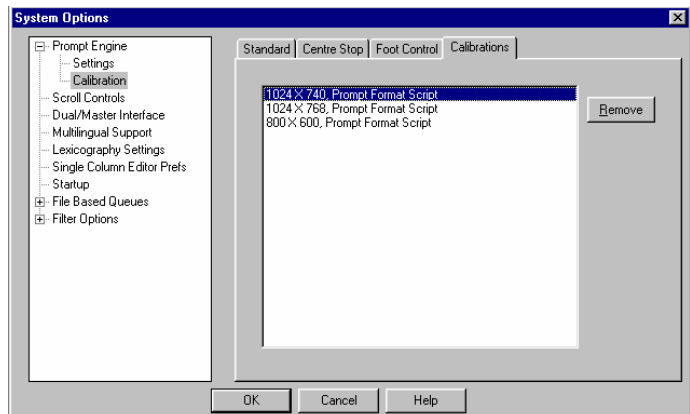 System Options
Prompt Engine
Settings
Calibration
Scroll Controls
Dual/Master Interface
Multilingual Support
Lexicography Settings
Single Column Editor Prefs
Startup
File Based Queues
Filter Options
Standard Centre Stop Foot Control Calibrations
1024 X 740, Prompt Format Script
1024 X 768, Prompt Format Script
800 X 600, Prompt Format Script
Remove
OK Cancel Help